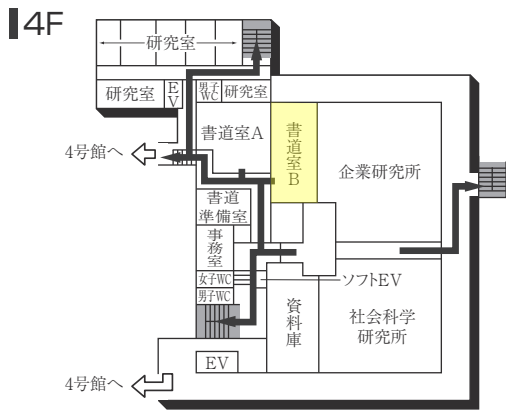 4F
研究室
研究室
EV
男子WC
研究室
4号館へ
書道室A
書道室B
企業研究所
書道
準備室
事務室
女子WC
男子WC
ソフトEV
資料庫
社会科学
研究所
EV
4号館へ